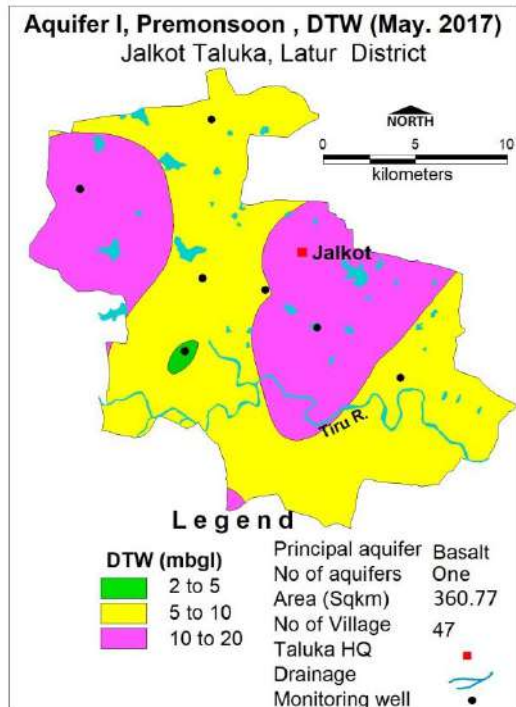 Aquifer I, Premonsoon , DTW (May. 2017)
Jalkot Taluka, Latur District
NORTH
0 5 10
kilometers
Jalkot
Tiru R.
Legend
DTW (mbgl)
2 to 5
5 to 10
10 to 20
Principal aquifer Basalt
No of aquifers One
Area (Sqkm) 360.77
No of Village 47
Taluka HQ
Drainage
Monitoring well